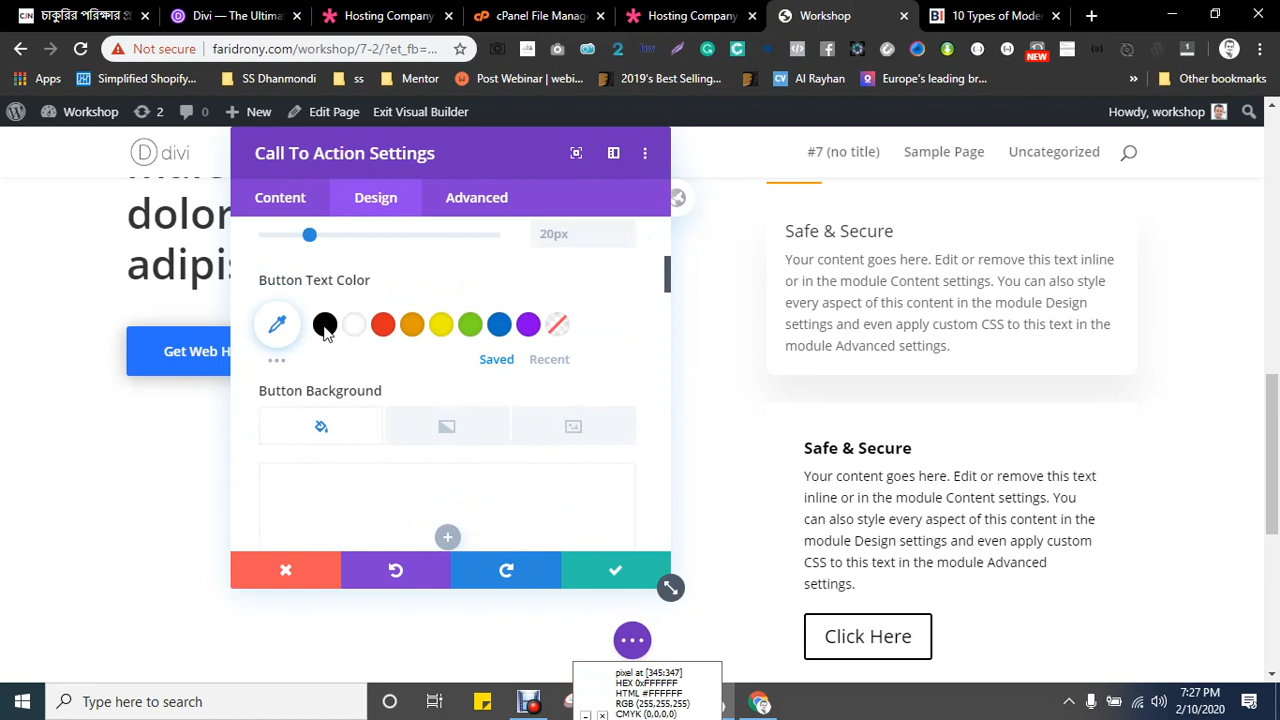 Divi — The Ultimate
Hosting Company
cPanel File Manage
Hosting Company
Workshop
10 Types of Moder
Not secure
faridrony.com/workshop/7-2/?et_fb=...
NEW
Apps
Simplified Shopify...
SS Dhanmondi
ss
Mentor
Post Webinar | webi...
2019's Best Selling...
Al Rayhan
Europe's leading br...
»
Other bookmarks
Workshop
2
0
New
Edit Page
Exit Visual Builder
Howdy, workshop
divi
#7 (no title)
Sample Page
Uncategorized
Call To Action Settings
Content
Design
Advanced
20px
Button Text Color
Saved
Recent
Button Background
dolor
adipis
Get Web H
Safe & Secure
Your content goes here. Edit or remove this text inline
or in the module Content settings. You can also style
every aspect of this content in the module Design
settings and even apply custom CSS to this text in the
module Advanced settings.
Safe & Secure
Your content goes here. Edit or remove this text
inline or in the module Content settings. You
can also style every aspect of this content in the
module Design settings and even apply custom
CSS to this text in the module Advanced
settings.
Click Here
pixel at [345:347]
HEX 0xFFFFFF
HTML #FFFFFF
RGB (255,255,255)
CMYK (0,0,0,0)
Type here to search
7:27 PM
2/10/2020